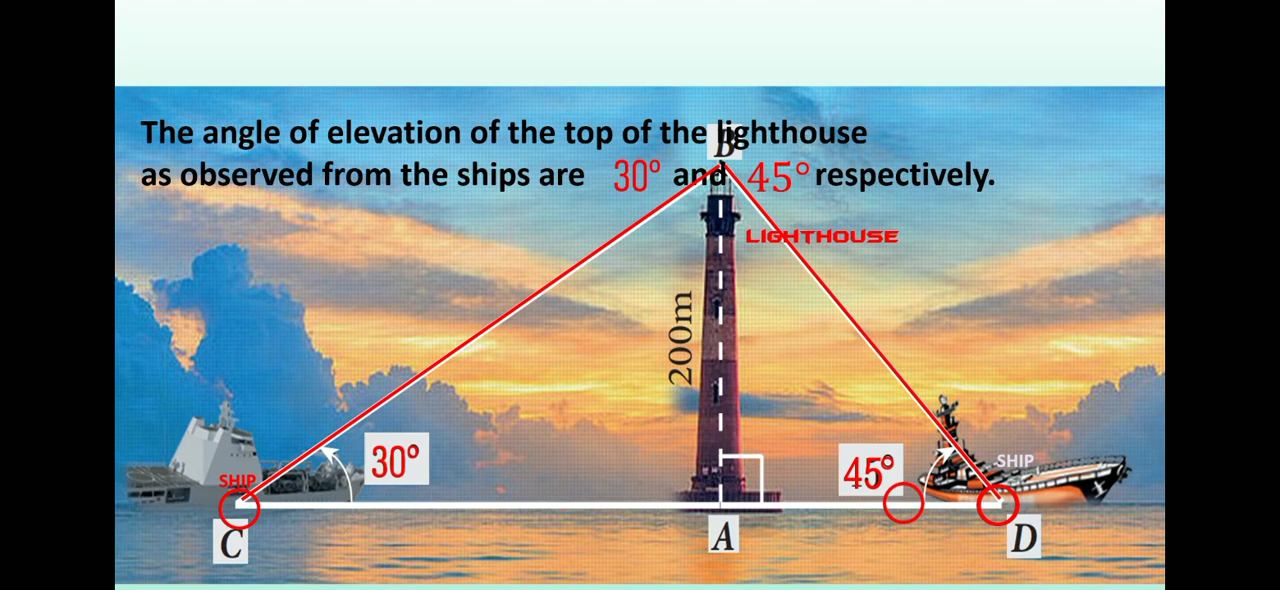 The angle of elevation of the top of the lighthouse
as observed from the ships are 30° and 45° respectively.
B
LIGHTHOUSE
200m
30°
45°
SHIP
SHIP
C
A
D